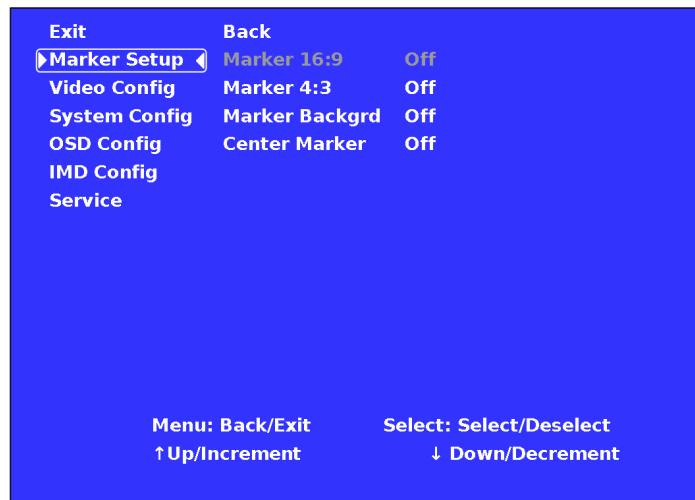 Exit Back
Marker Setup Marker 16:9 Off
Video Config Marker 4:3 Off
System Config Marker Backgrd Off
OSD Config Center Marker Off
IMD Config
Service
Menu: Back/Exit Select: Select/Deselect
↑Up/Increment ↓ Down/Decrement